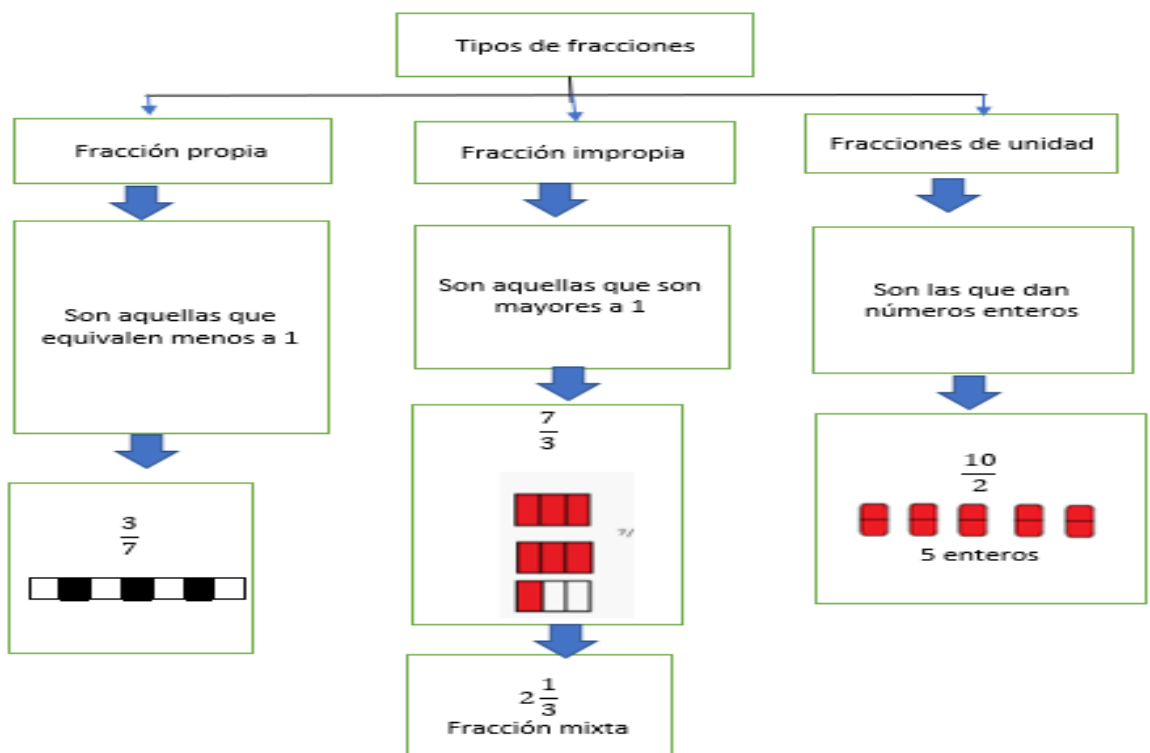 Tipos de fracciones
Fracción propia
Fracción impropia
Fracciones de unidad
Son aquellas que
equivalen menos a 1
Son aquellas que son
mayores a 1
Son las que dan
números enteros
3/7
7/3
10/2
5 enteros
2 1/3
Fracción mixta